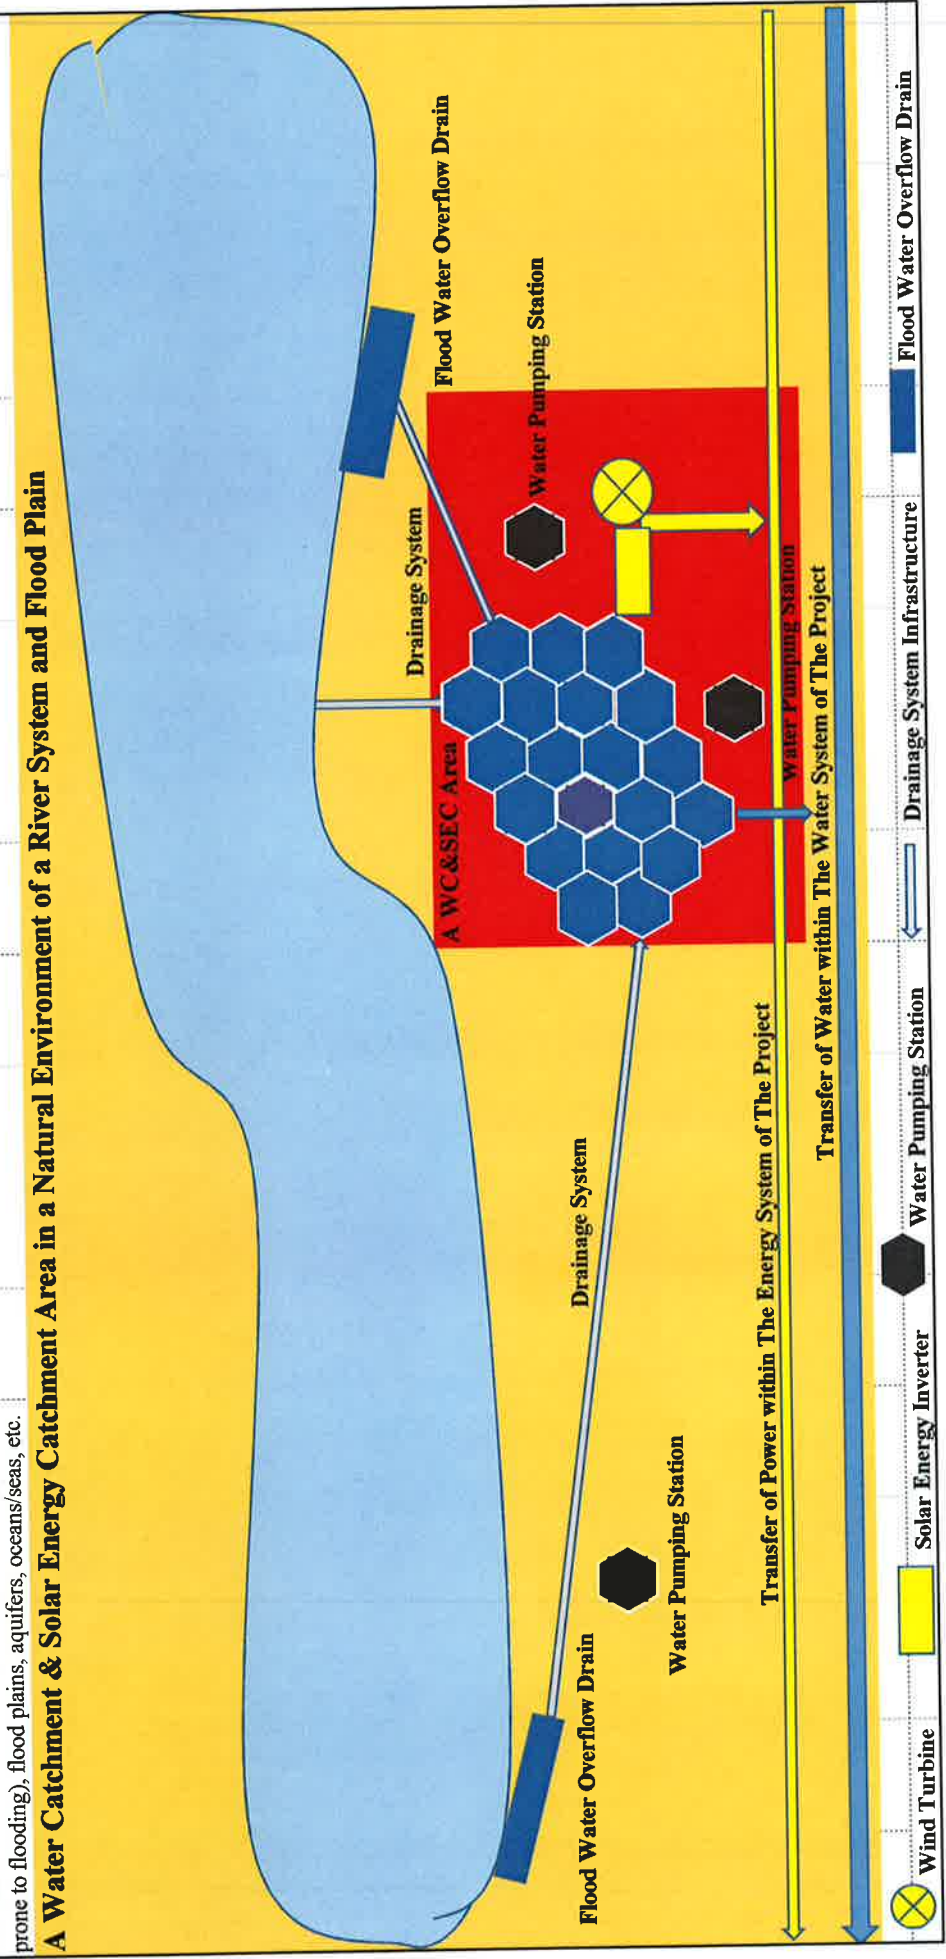 prone to flooding), flood plains, aquifers, oceans/seas, etc.
A Water Catchment & Solar Energy Catchment Area in a Natural Environment of a River System and Flood Plain
Flood Water Overflow Drain
Drainage System
A WC&SEC Area
Water Pumping Station
Drainage System
Flood Water Overflow Drain
Water Pumping Station
Water Pumping Station
Transfer of Power within The Energy System of The Project
Transfer of Water within The Water System of The Project
Wind Turbine
Solar Energy Inverter
Water Pumping Station
Drainage System Infrastructure
Flood Water Overflow Drain